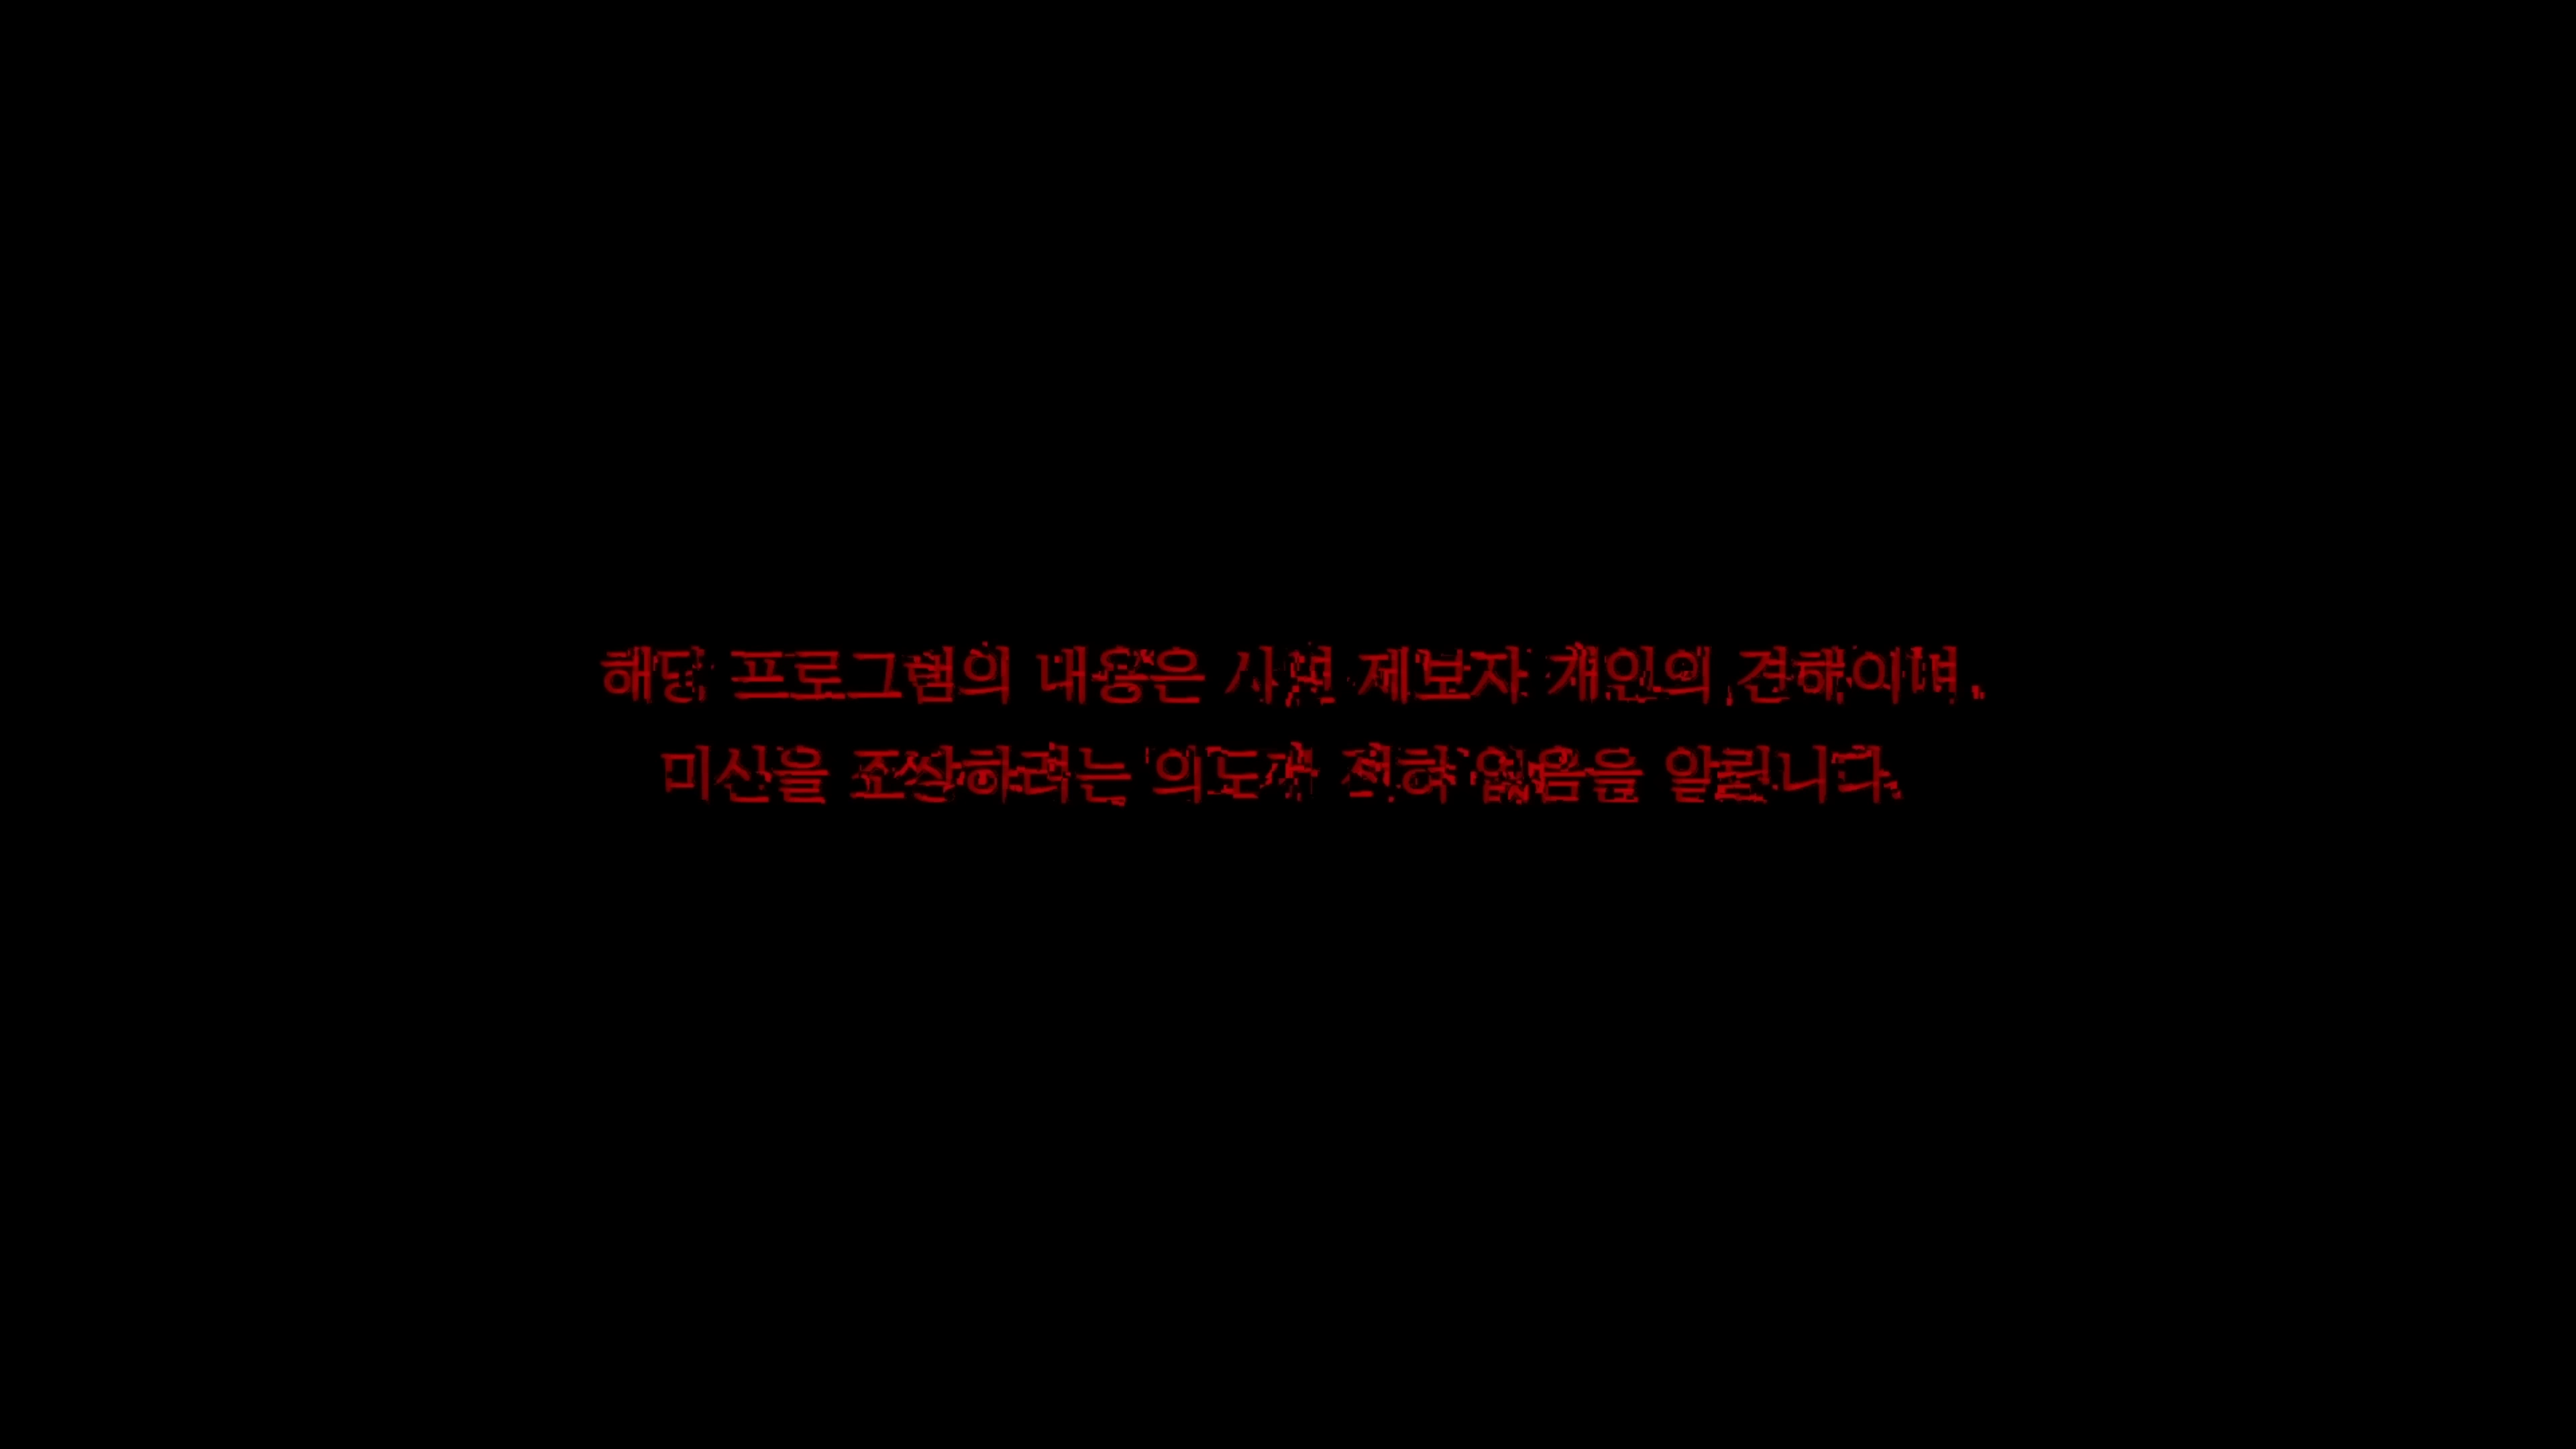 해당 프로그램의 내용은 사연 제보자 개인의 견해이며,
미신을 조장하려는 의도가 전혀 없음을 알립니다.